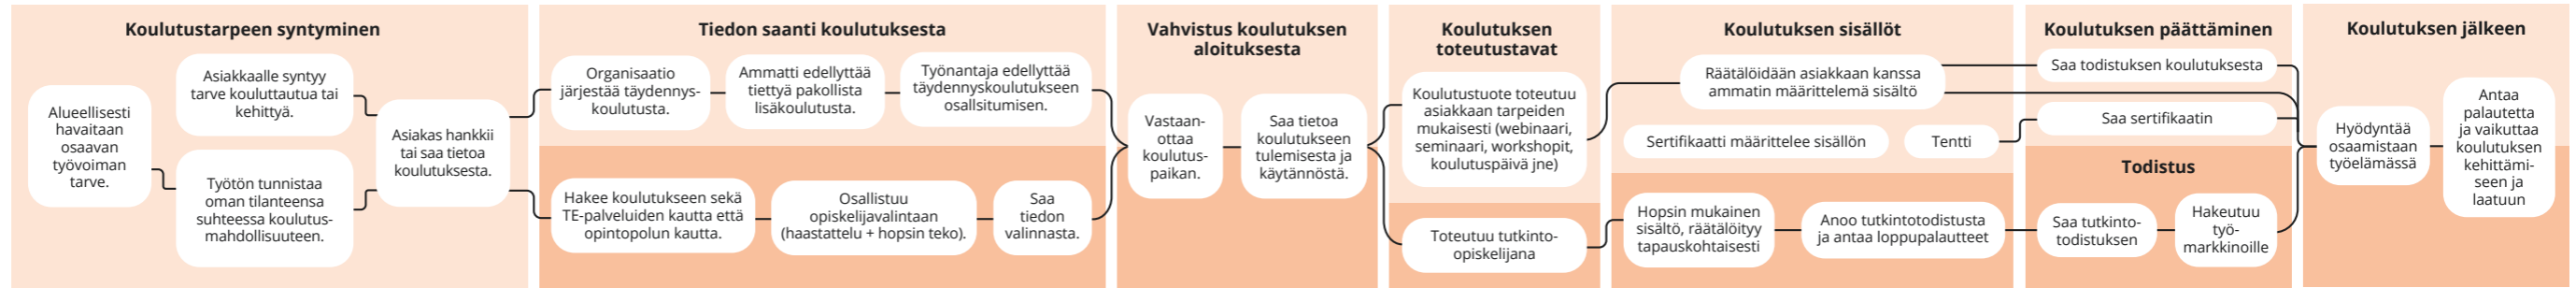 Koulutustarpeen syntyminen
Alueellisesti
havaitaan
osaavan
työvoiman
tarve.
Asiakkaalle syntyy
tarve kouluttautua tai
kehittyä.
Työtön tunnistaa
oman tilanteensa
suhteessa koulutus-
mahdollisuuteen.
Asiakas hankkii
tai saa tietoa
koulutuksesta.
Tiedon saanti koulutuksesta
Organisaatio
järjestää täydennys-
koulutusta.
Ammatti edellyttää
tiettyä pakollista
lisäkoulutusta.
Työnantaja edellyttää
täydennyskoulutukseen
osallsitumisen.
Hakee koulutukseen sekä
TE-palveluiden kautta että
opintopolun kautta.
Osallistuu
opiskelijavalintaan
(haastattelu + hopsin teko).
Saa
tiedon
valinnasta.
Vahvistus koulutuksen
aloituksesta
Vastaan-
ottaa
koulutus-
paikan.
Saa tietoa
koulutukseen
tulemisesta ja
käytännöstä.
Koulutuksen
toteutustavat
Koulutustuote toteutuu
asiakkaan tarpeiden
mukaisesti (webinaari,
seminaari, workshopit,
koulutuspäivä jne)
Toteutuu tutkinto-
opiskelijana
Koulutuksen sisällöt
Räätälöidään asiakkaan kanssa
ammatin määrittelemä sisältö
Sertifikaatti määrittelee sisällön
Tentti
Hopsin mukainen
sisältö, räätälöityy
tapauskohtaisesti
Anoo tutkintotodistusta
ja antaa loppupalautteet
Koulutuksen päättäminen
Saa todistuksen koulutuksesta
Saa sertifikaatin
Todistus
Saa tutkinto-
todistuksen
Hakeutuu
työ-
markkinoille
Koulutuksen jälkeen
Hyödyntää
osaamistaan
työelämässä
Antaa
palautetta
ja vaikuttaa
koulutuksen
kehittämi-
seen ja
laatuun